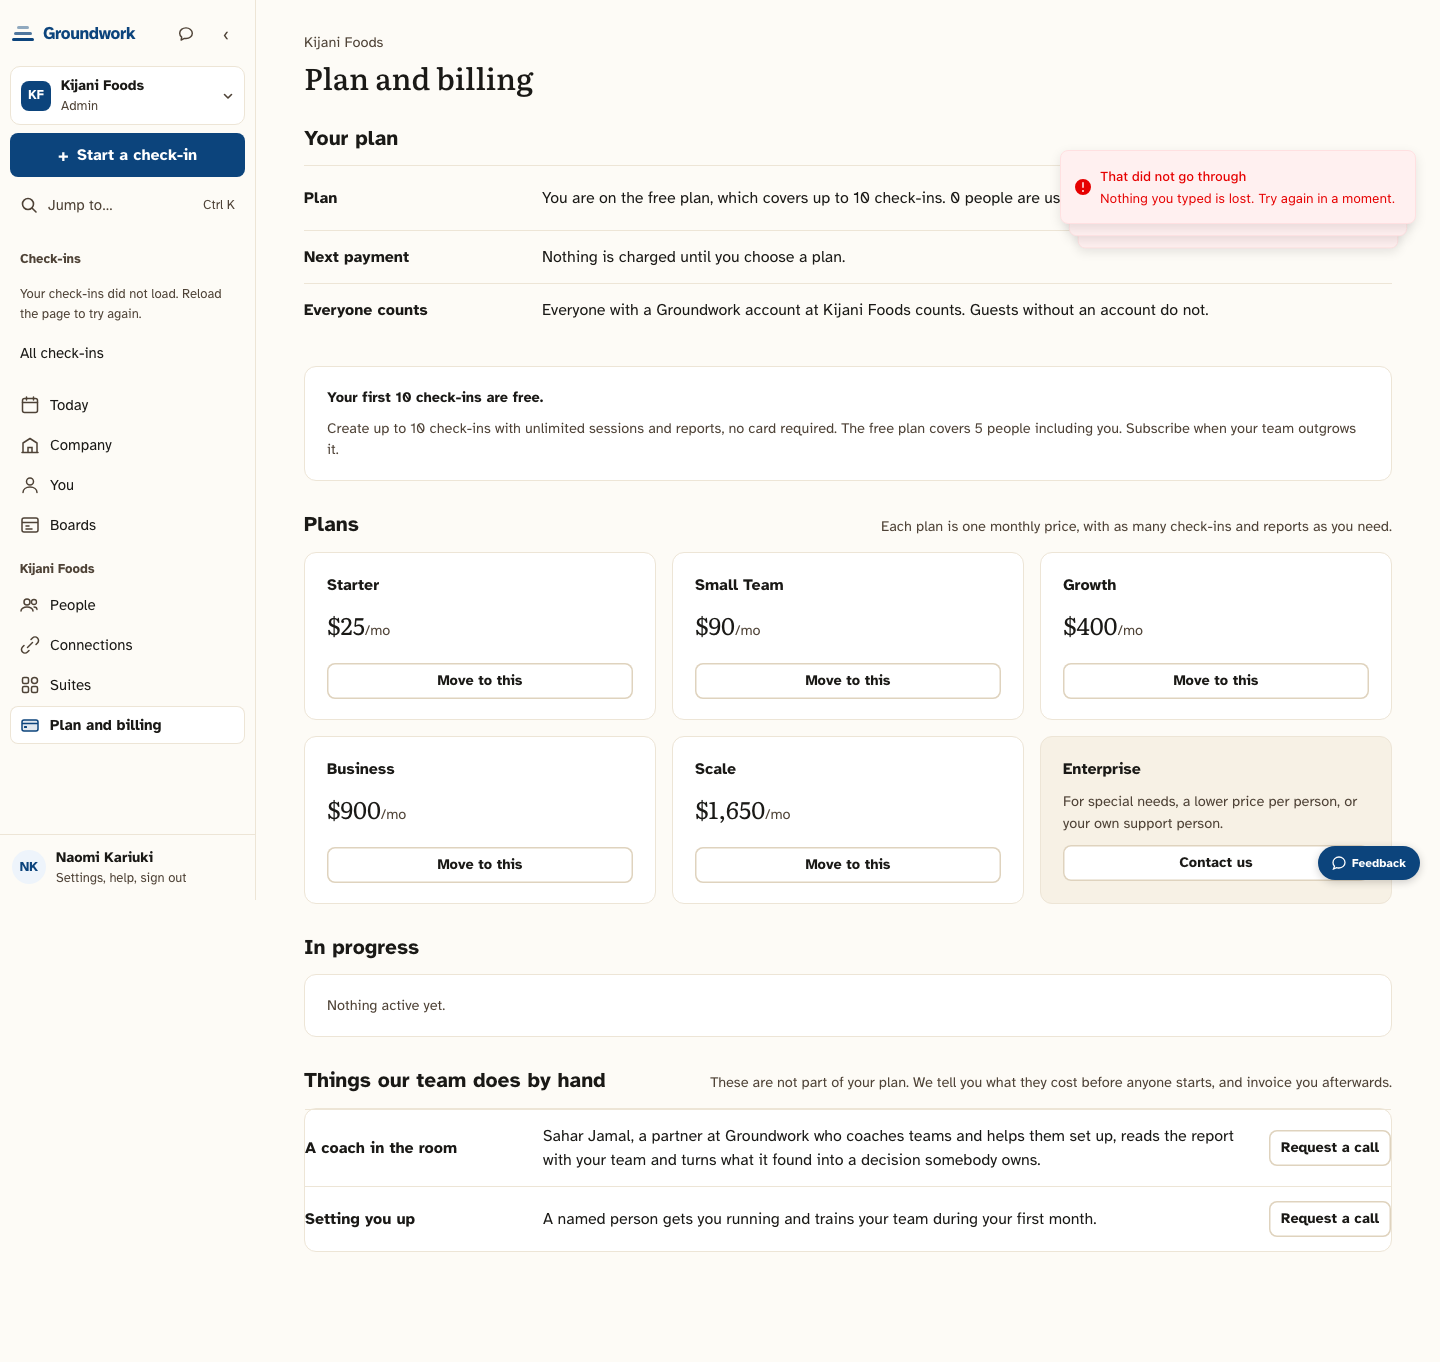 Groundwork
KF
Kijani Foods
Admin
+ Start a check-in
Jump to... Ctrl K
Check-ins
Your check-ins did not load. Reload
the page to try again.
All check-ins
Today
Company
You
Boards
Kijani Foods
People
Connections
Suites
Plan and billing
NK
Naomi Kariuki
Settings, help, sign out
Kijani Foods
Plan and billing
Your plan
Plan You are on the free plan, which covers up to 10 check-ins. 0 people are us
That did not go through
Nothing you typed is lost. Try again in a moment.
Next payment Nothing is charged until you choose a plan.
Everyone counts Everyone with a Groundwork account at Kijani Foods counts. Guests without an account do not.
Your first 10 check-ins are free.
Create up to 10 check-ins with unlimited sessions and reports, no card required. The free plan covers 5 people including you. Subscribe when your team outgrows
it.
Plans Each plan is one monthly price, with as many check-ins and reports as you need.
Starter
$25/mo
Move to this
Small Team
$90/mo
Move to this
Growth
$400/mo
Move to this
Business
$900/mo
Move to this
Scale
$1,650/mo
Move to this
Enterprise
For special needs, a lower price per person, or
your own support person.
Contact us
Feedback
In progress
Nothing active yet.
Things our team does by hand These are not part of your plan. We tell you what they cost before anyone starts, and invoice you afterwards.
A coach in the room
Sahar Jamal, a partner at Groundwork who coaches teams and helps them set up, reads the report
with your team and turns what it found into a decision somebody owns.
Request a call
Setting you up A named person gets you running and trains your team during your first month. Request a call